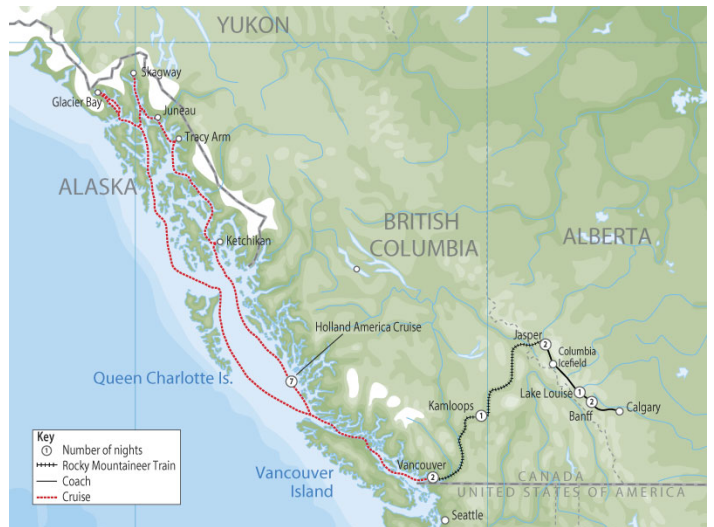 YUKON
Skagway
Glacier Bay
Juneau
Tracy Arm
ALASKA
BRITISH
COLUMBIA
ALBERTA
Ketchikan
Holland America Cruise
7
Queen Charlotte Is.
Jasper
2
Columbia
Icefield
Lake Louise
1
2
Banff
Calgary
Kamloops
1
Vancouver
2
Vancouver
Island
CANADA
UNITED STATES OF AMERICA
Seattle
Key
1 Number of nights
Rocky Mountaineer Train
Coach
Cruise